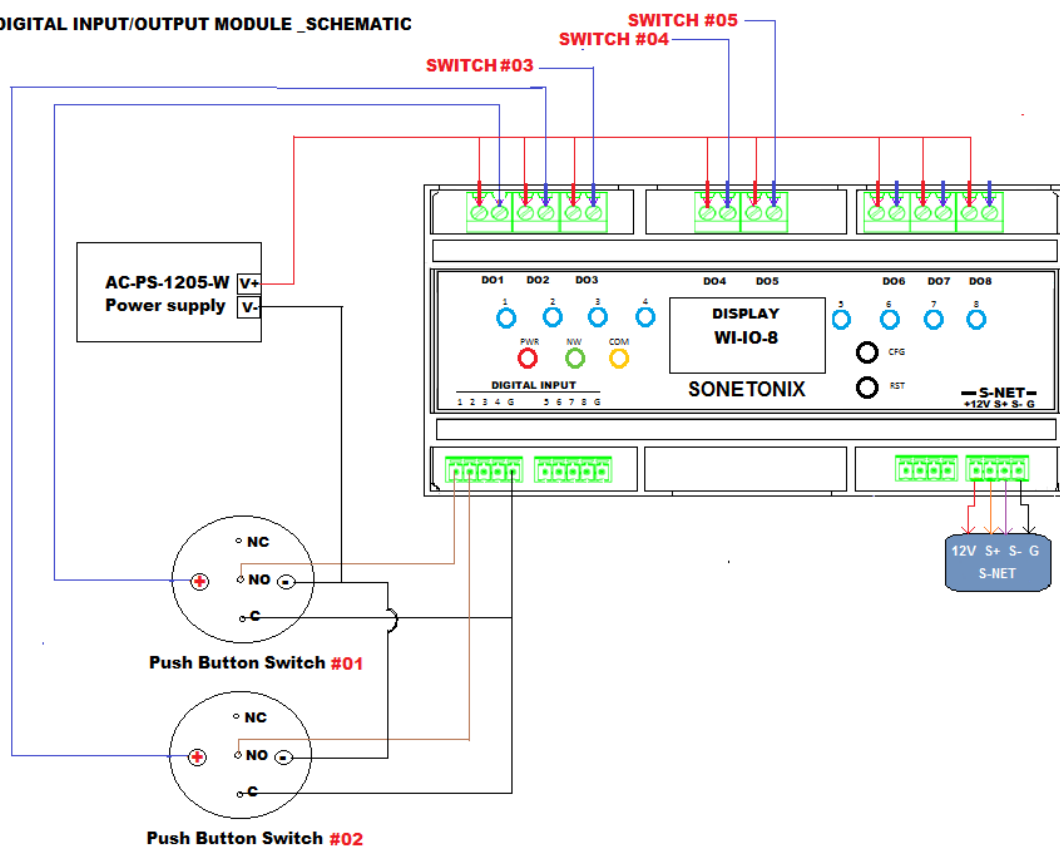 DIGITAL INPUT/OUTPUT MODULE _SCHEMATIC
SWITCH #05
SWITCH #04
SWITCH #03
AC-PS-1205-W V+
Power supply V-
DO1 DO2 DO3 DO4 DO5 DO6 DO7 DO8
1 2 3 4 5 6 7 8
DISPLAY
WI-IO-8
PWR NW COM
CFG
RST
DIGITAL INPUT
1 2 3 4 G 5 6 7 8 G
SONETONIX
S-NET
+12V S+ S- G
12V S+ S- G
S-NET
NC
+ NO -
C
Push Button Switch #01
NC
+ NO -
C
Push Button Switch #02